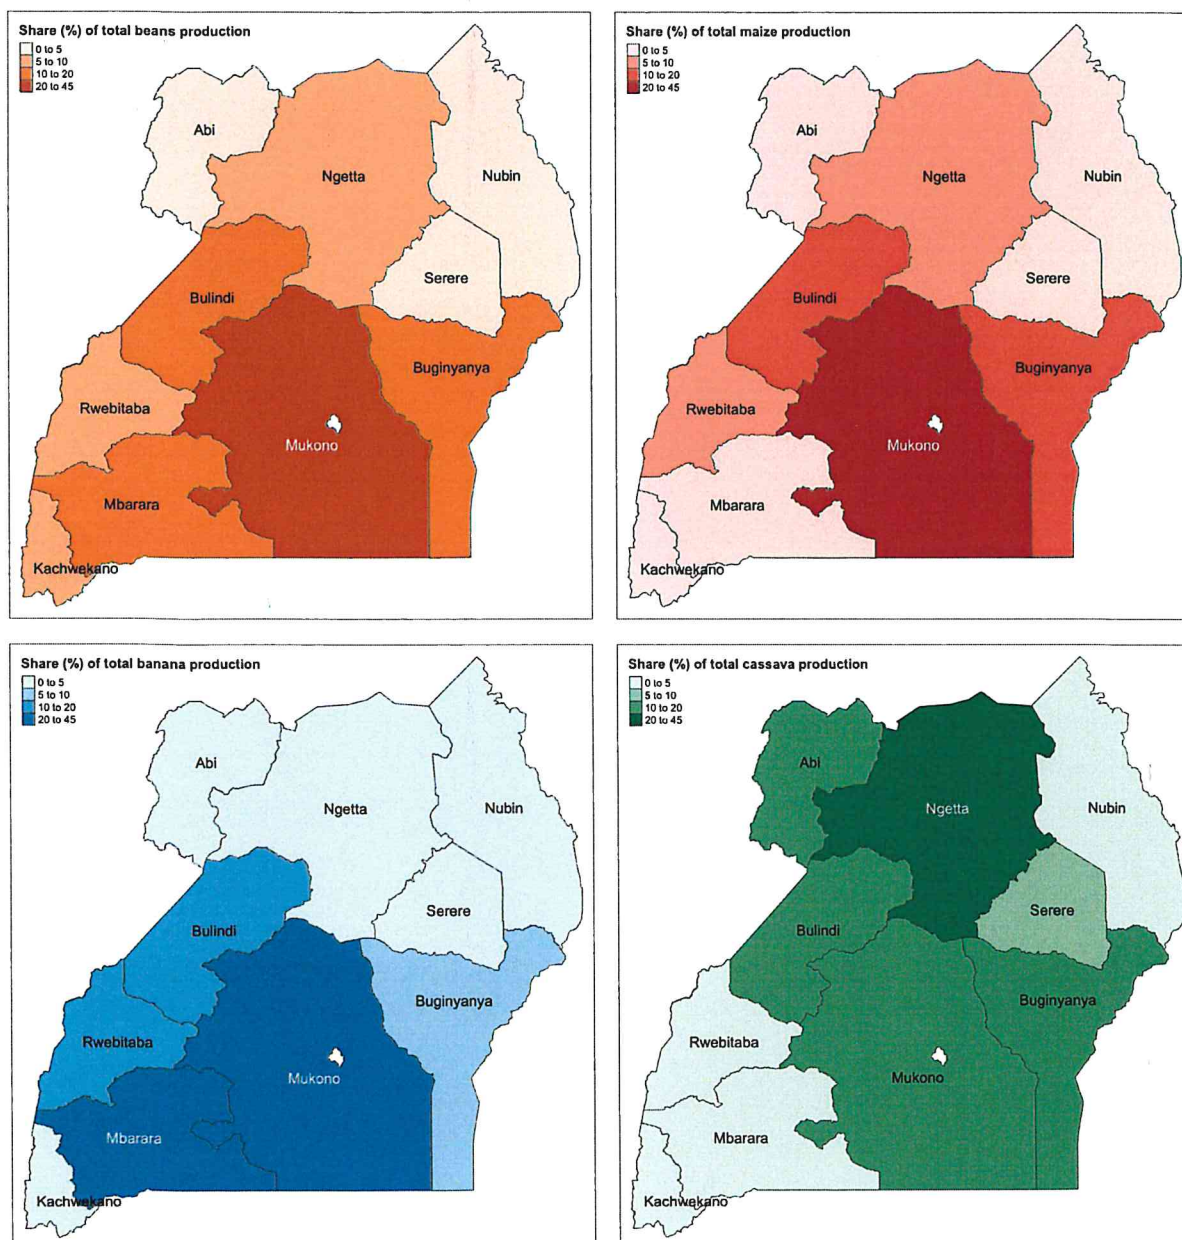 Share (%) of total beans production
0 to 5
5 to 10
10 to 20
20 to 45
Abi
Ngetta
Nubin
Serere
Bulindi
Buginyanya
Rwebitaba
Mukono
Mbarara
Kachwekano
Share (%) of total maize production
0 to 5
5 to 10
10 to 20
20 to 45
Abi
Ngetta
Nubin
Serere
Bulindi
Buginyanya
Rwebitaba
Mukono
Mbarara
Kachwekano
Share (%) of total banana production
0 to 5
5 to 10
10 to 20
20 to 45
Abi
Ngetta
Nubin
Serere
Bulindi
Buginyanya
Rwebitaba
Mukono
Mbarara
Kachwekano
Share (%) of total cassava production
0 to 5
5 to 10
10 to 20
20 to 45
Abi
Ngetta
Nubin
Serere
Bulindi
Buginyanya
Rwebitaba
Mukono
Mbarara
Kachwekano